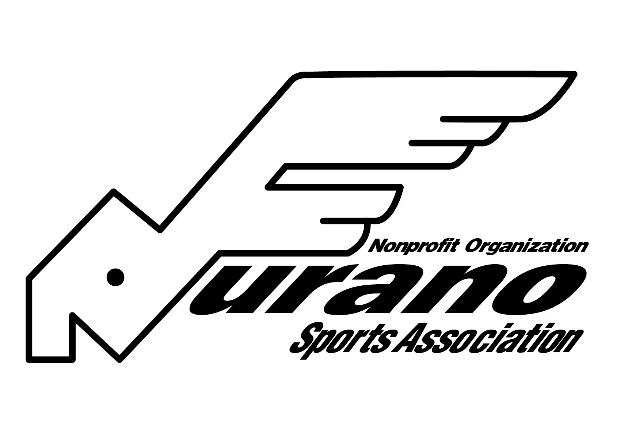 Nonprofit Organization
Furano
Sports Association